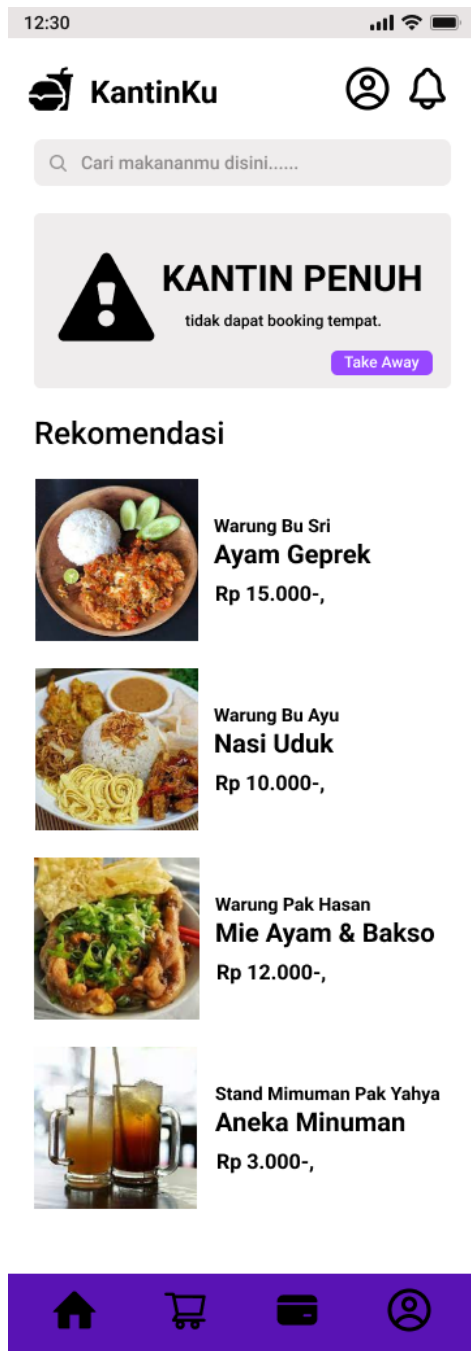 12:30
KantinKu
Cari makananmu disini......
KANTIN PENUH
tidak dapat booking tempat.
Take Away
Rekomendasi
Warung Bu Sri
Ayam Geprek
Rp 15.000-,
Warung Bu Ayu
Nasi Uduk
Rp 10.000-,
Warung Pak Hasan
Mie Ayam & Bakso
Rp 12.000-,
Stand Mimuman Pak Yahya
Aneka Minuman
Rp 3.000-,